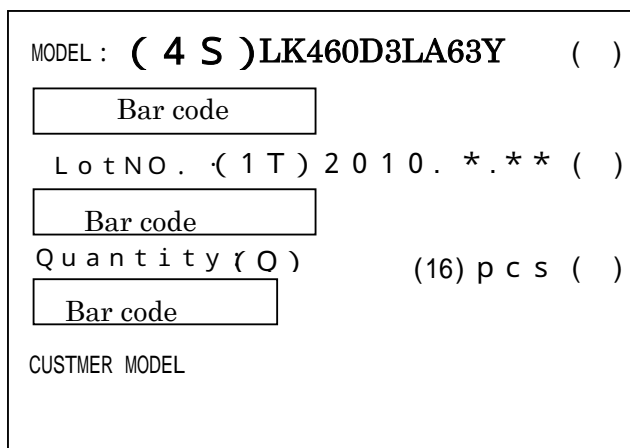 MODEL : (4S)LK460D3LA63Y ( )
Bar code
LotNO. ・(1T)2010. *.** ( )
Bar code
Quantity:(Q) (16)pcs ( )
Bar code
CUSTMER MODEL